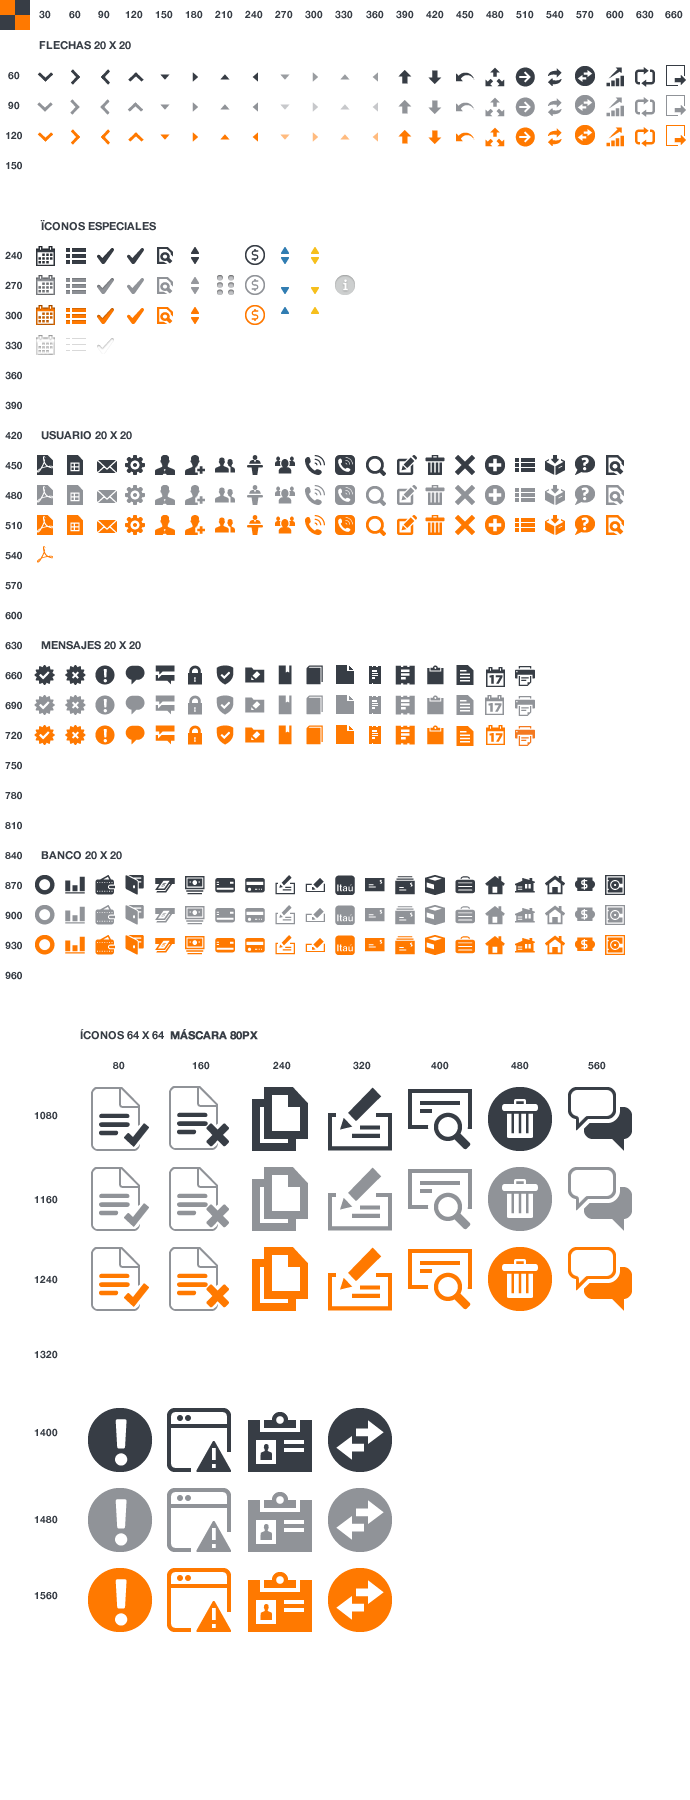 30 60 90 120 150 180 210 240 270 300 330 360 390 420 450 480 510 540 570 600 630 660
FLECHAS 20 X 20
60
90
120
150
ÏCONOS ESPECIALES
240 $
270 $ i
300 $
330
360
390
420 USUARIO 20 X 20
450 ?
480 ?
510 ?
540
570
600
630 MENSAJES 20 X 20
660 ! 17
690 ! 17
720 ! 17
750
780
810
840 BANCO 20 X 20
870 Itaú $
900 Itaú $
930 Itaú $
960
ÍCONOS 64 X 64 MÁSCARA 80PX
80 160 240 320 400 480 560
1080
1160
1240
1320
1400 ! !
1480 ! !
1560 ! !